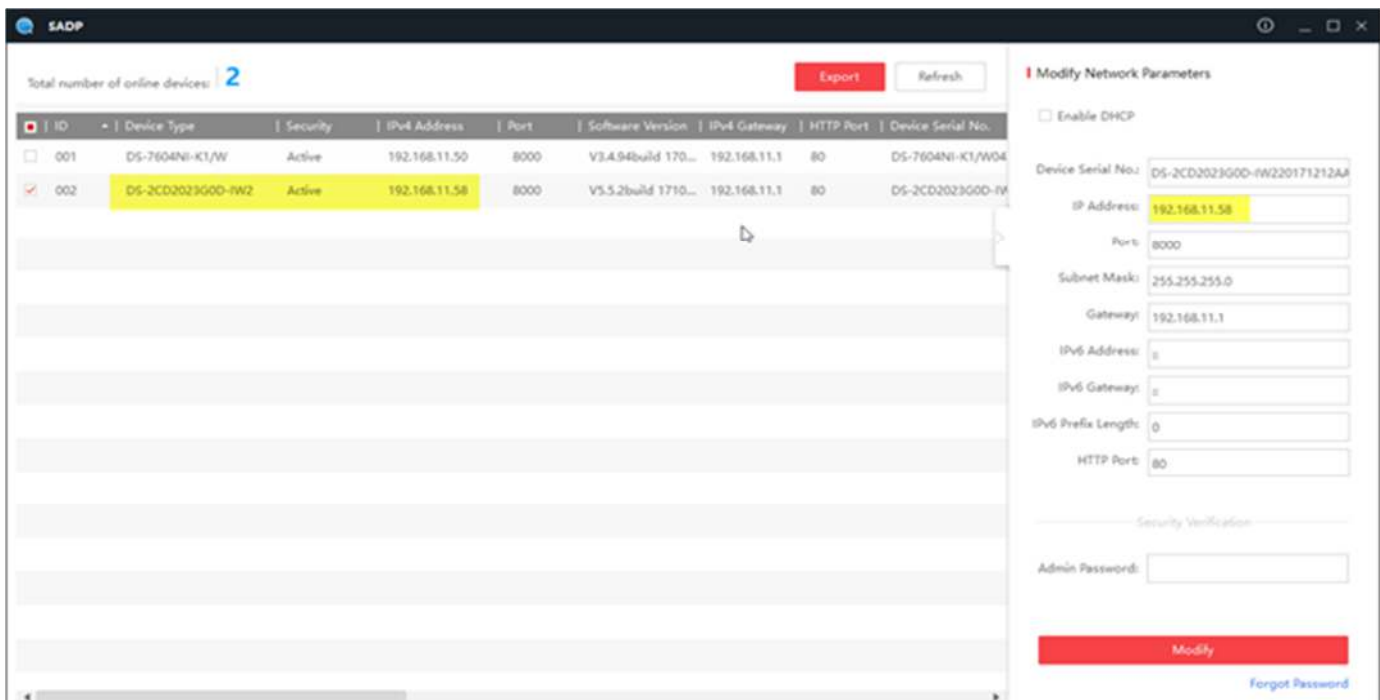 SADP
Total number of online devices: 2
Export
Refresh
ID | Device Type | Security | IPv4 Address | Port | Software Version | IPv4 Gateway | HTTP Port | Device Serial No.
001 DS-7604NI-K1/W Active 192.168.11.50 8000 V3.4.94build 170... 192.168.11.1 80 DS-7604NI-K1/W04
002 DS-2CD2023G0D-IW2 Active 192.168.11.58 8000 V5.5.2build 1710... 192.168.11.1 80 DS-2CD2023G0D-IW
Modify Network Parameters
Enable DHCP
Device Serial No.: DS-2CD2023G0D-IW220171212AA
IP Address: 192.168.11.58
Port: 8000
Subnet Mask: 255.255.255.0
Gateway: 192.168.11.1
IPv6 Address: ::
IPv6 Gateway: ::
IPv6 Prefix Length: 0
HTTP Port: 80
Security Verification
Admin Password:
Modify
Forgot Password